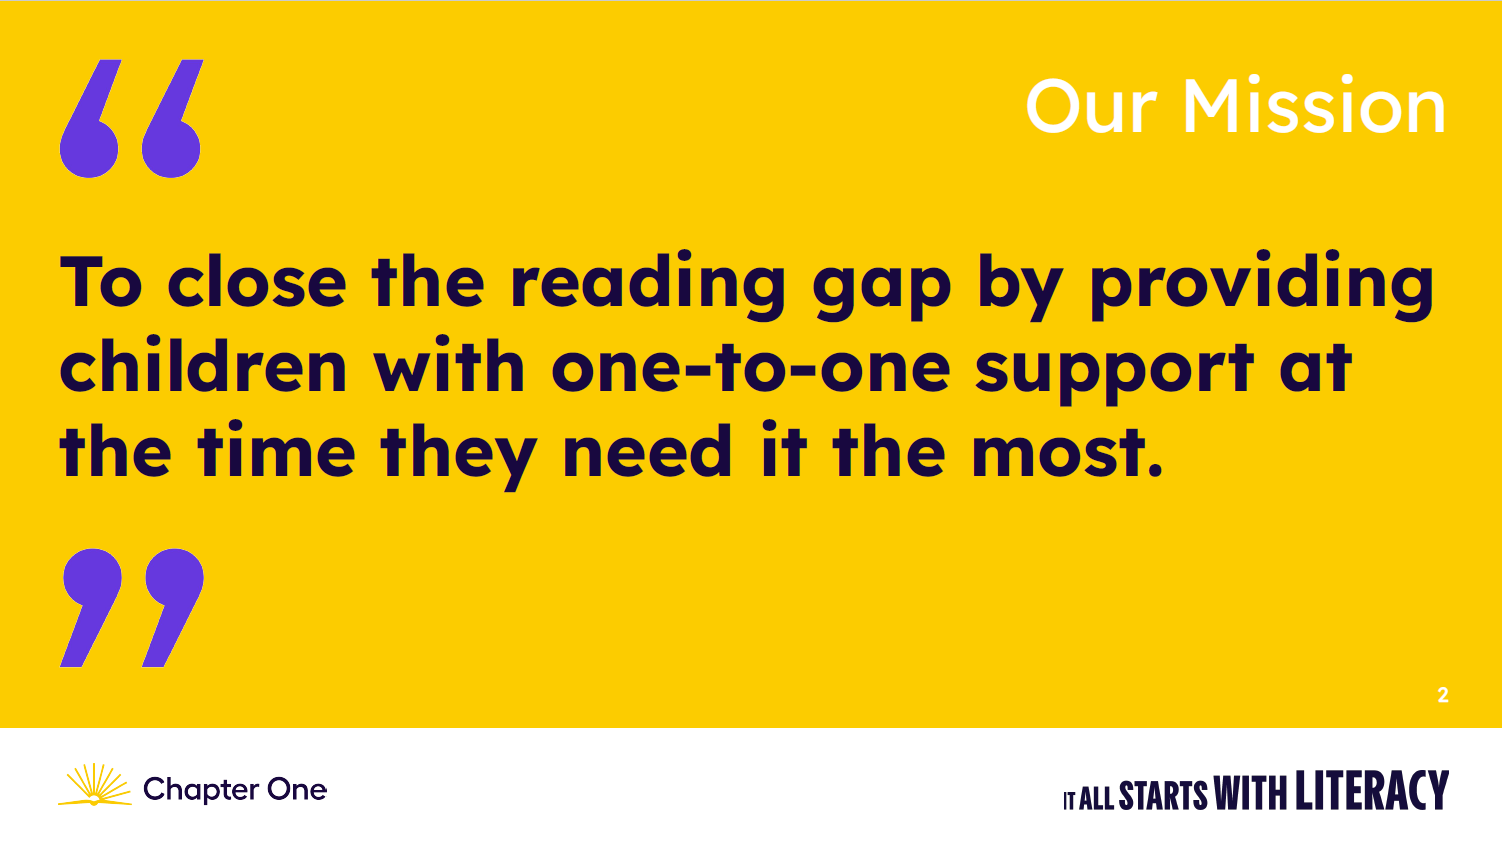 Our Mission
“
To close the reading gap by providing
children with one-to-one support at
the time they need it the most.
”
2
Chapter One
IT ALL STARTS WITH LITERACY